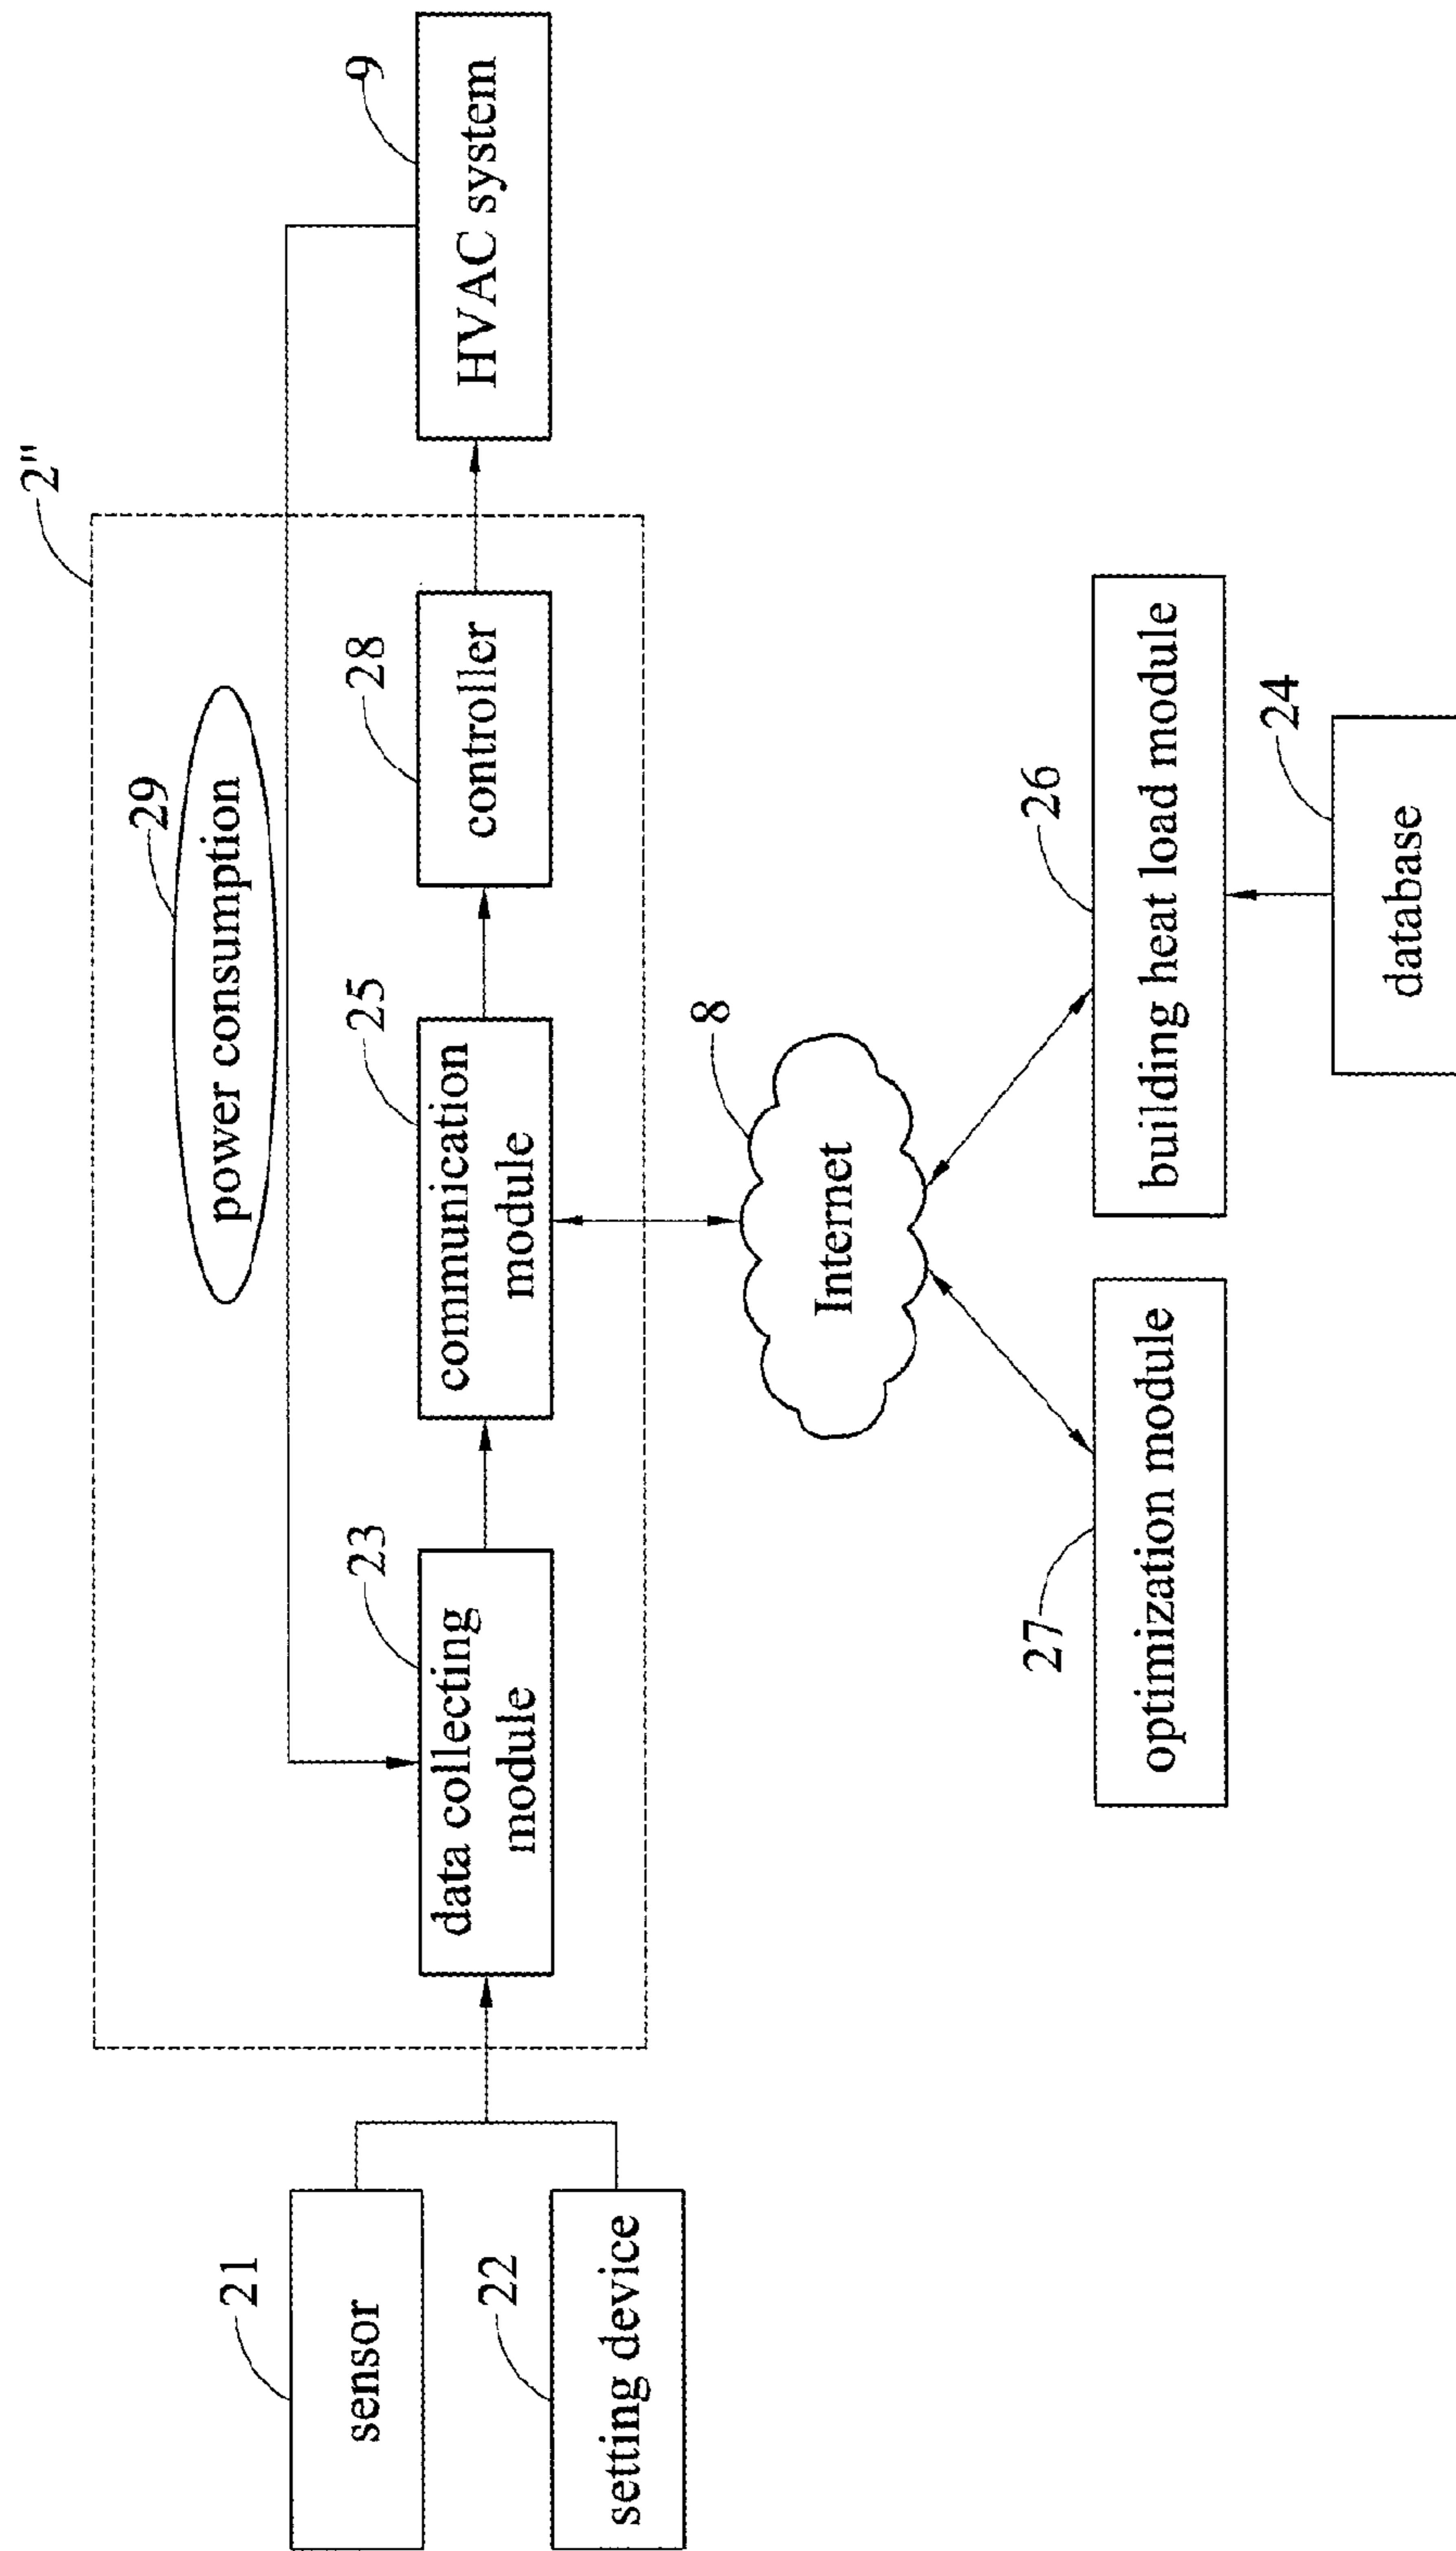 2"
29
power consumption
21
sensor
22
setting device
23
data collecting
module
25
communication
module
28
controller
9
HVAC system
8
Internet
27
optimization module
26
building heat load module
24
database